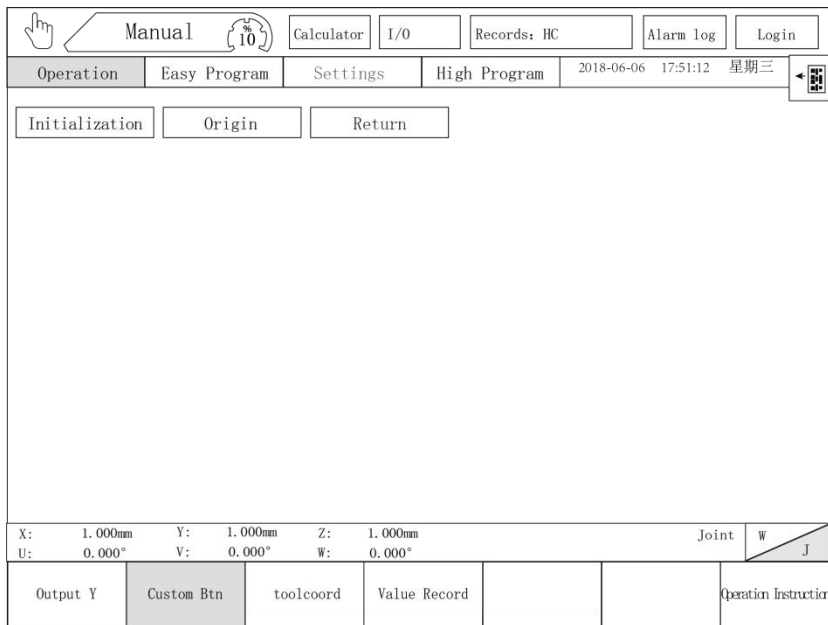 Manual % 10 Calculator I/O Records: HC Alarm log Login
Operation Easy Program Settings High Program 2018-06-06 17:51:12 星期三
Initialization Origin Return
X: 1.000mm Y: 1.000mm Z: 1.000mm Joint W
U: 0.000° V: 0.000° W: 0.000° J
Output Y Custom Btn toolcoord Value Record Operation Instruction